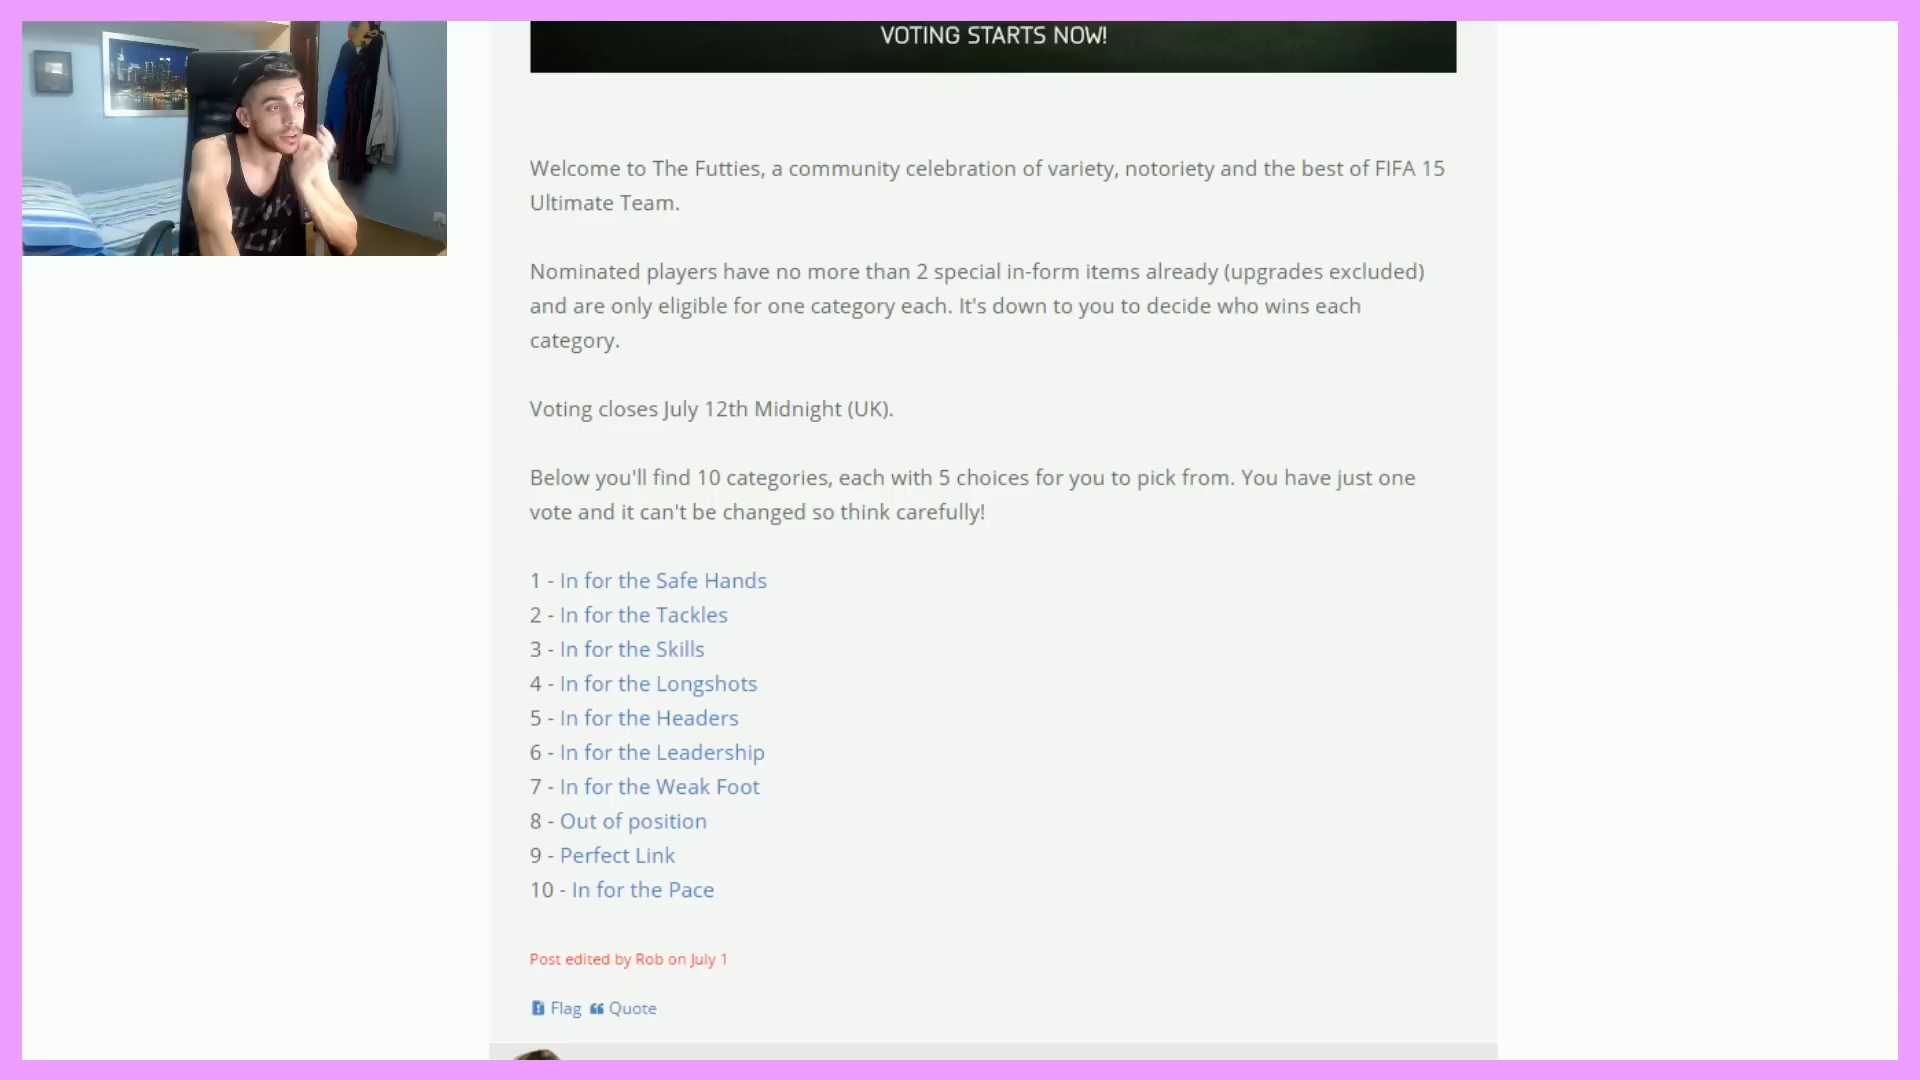 VOTING STARTS NOW!
Welcome to The Futties, a community celebration of variety, notoriety and the best of FIFA 15
Ultimate Team.
Nominated players have no more than 2 special in-form items already (upgrades excluded)
and are only eligible for one category each. It's down to you to decide who wins each
category.
Voting closes July 12th Midnight (UK).
Below you'll find 10 categories, each with 5 choices for you to pick from. You have just one
vote and it can't be changed so think carefully!
1 - In for the Safe Hands
2 - In for the Tackles
3 - In for the Skills
4 - In for the Longshots
5 - In for the Headers
6 - In for the Leadership
7 - In for the Weak Foot
8 - Out of position
9 - Perfect Link
10 - In for the Pace
Post edited by Rob on July 1
Flag Quote